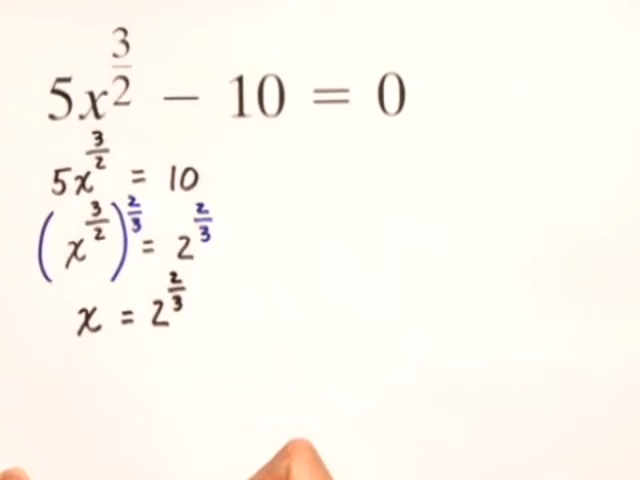 5x^{3/2} − 10 = 0
5x^{3/2} = 10
(x^{3/2})^{2/3} = 2^{2/3}
x = 2^{2/3}